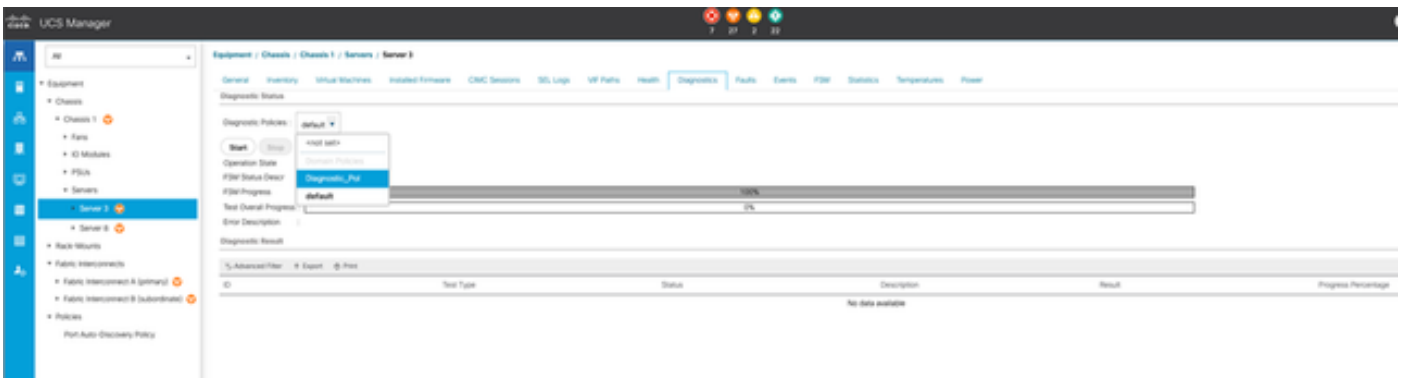 cisco UCS Manager
7 27 2 22
All
Equipment / Chassis / Chassis 1 / Servers / Server 3
General Inventory Virtual Machines Installed Firmware CIMC Sessions SEL Logs VIF Paths Health Diagnostics Faults Events FSM Statistics Temperatures Power
Equipment
Chassis
Chassis 1
Fans
IO Modules
PSUs
Servers
Server 3
Server 8
Rack-Mounts
Fabric Interconnects
Fabric Interconnect A (primary)
Fabric Interconnect B (subordinate)
Policies
Port Auto-Discovery Policy
Diagnostic Status
Diagnostic Policies : default
<not set>
Domain Policies
Diagnostic_Pol
default
Start Stop
Operation State
FSM Status Descr
FSM Progress 100%
Test Overall Progress : 0%
Error Description :
Diagnostic Result
Advanced Filter Export Print
ID Test Type Status Description Result Progress Percentage
No data available